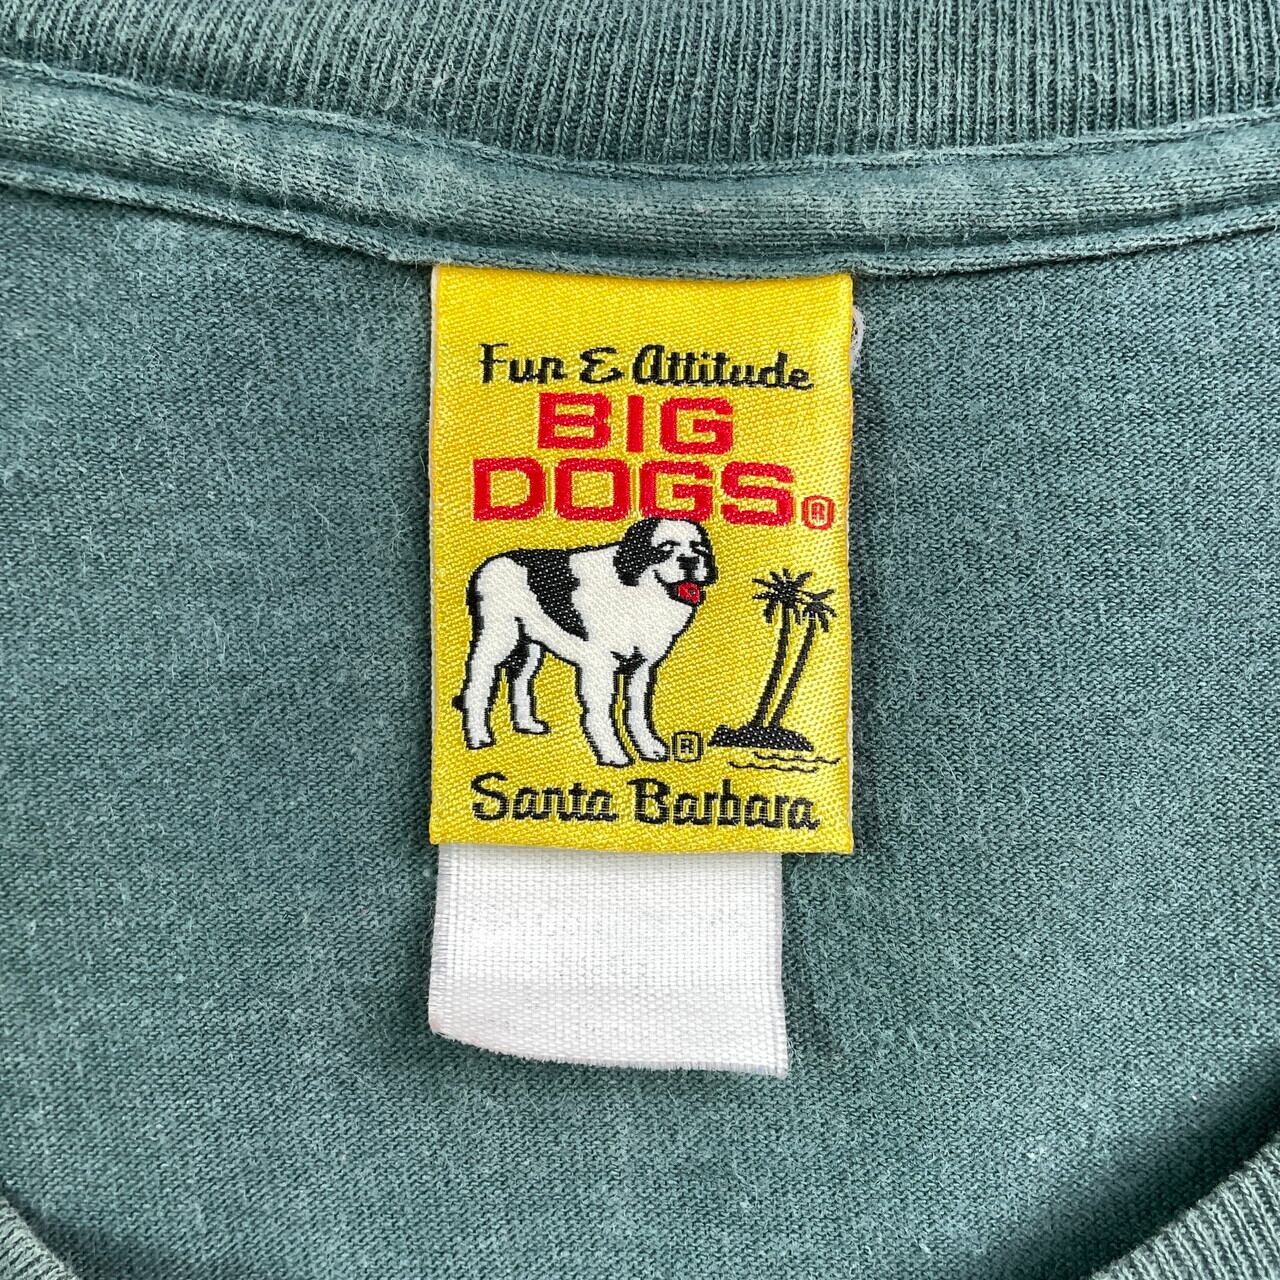 Fun & Attitude
BIG
DOGS®
®
Santa Barbara